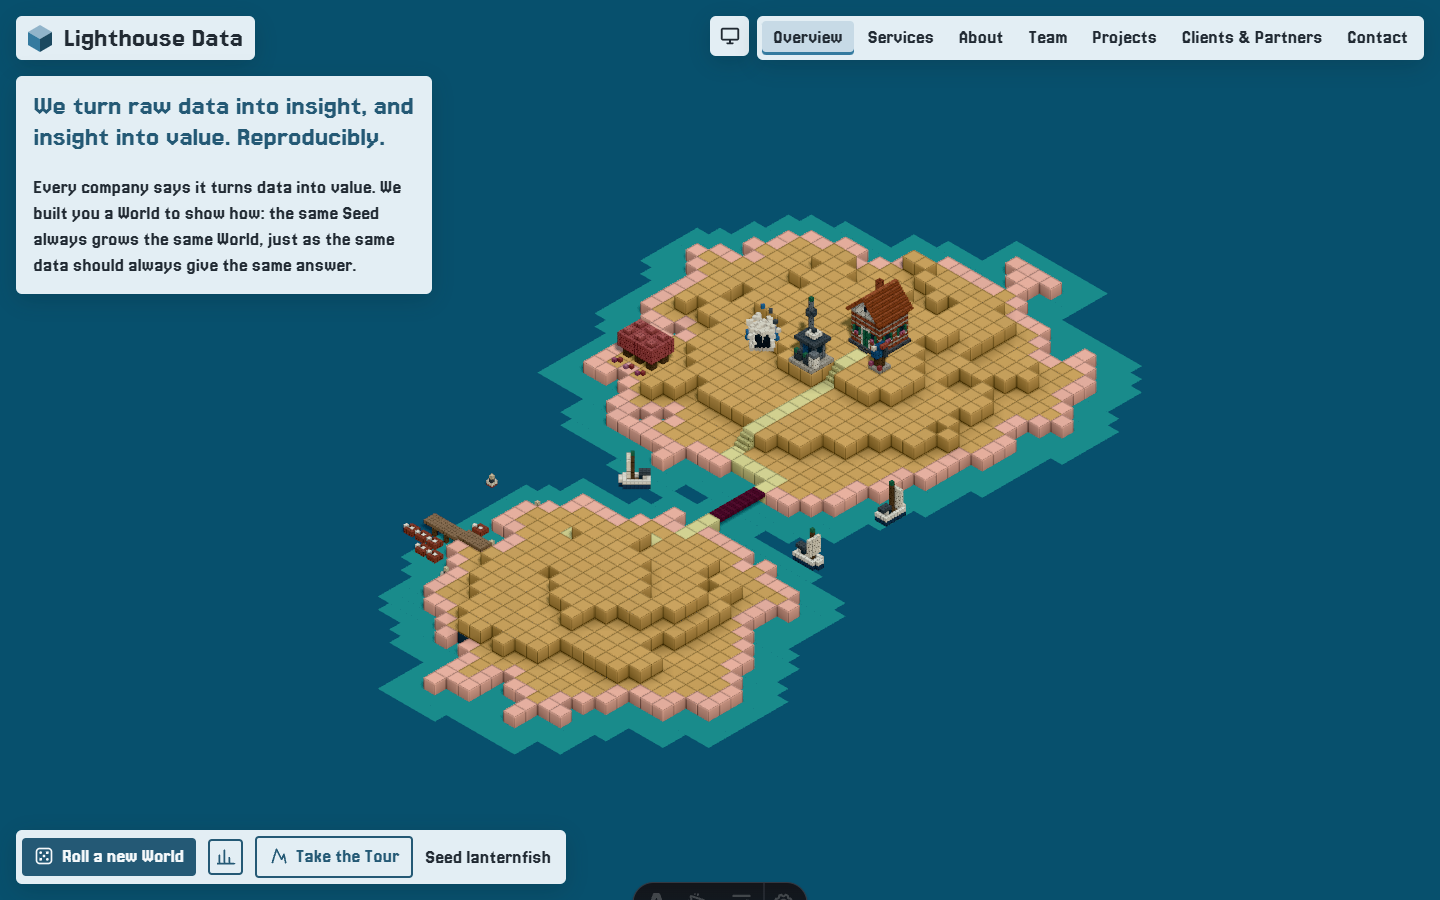 Lighthouse Data
Overview
Services
About
Team
Projects
Clients & Partners
Contact
We turn raw data into insight, and
insight into value. Reproducibly.
Every company says it turns data into value. We
built you a World to show how: the same Seed
always grows the same World, just as the same
data should always give the same answer.
Roll a new World
Take the Tour
Seed lanternfish